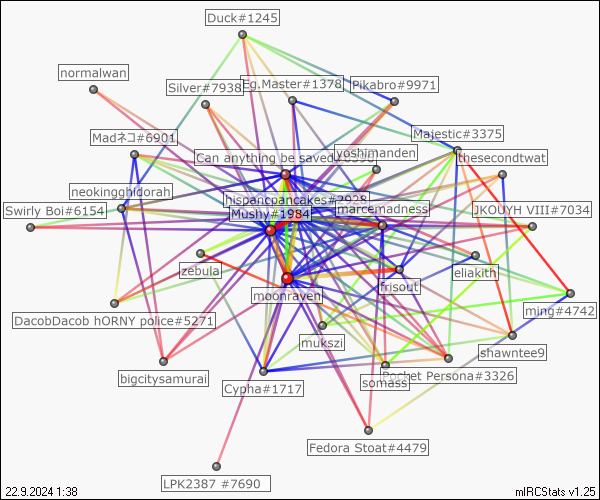 Duck#1245
normalwan
Silver#7938
Eg.Master#1378
Pikabro#9971
Madネコ#6901
Majestic#3375
yoshimanden
Can anything be saved
thesecondtwat
neokingghidorah
hispancpancakes#2928
Swirly Boi#6154
Mushy#1984
marcemadness
JKOUYH VIII#7034
zebula
eliakith
moonraven
frisout
ming#4742
DacobDacob hORNY police#5271
mukszi
shawntee9
bigcitysamurai
Cypha#1717
somass
Pocket Persona#3326
Fedora Stoat#4479
LPK2387 #7690
22.9.2024 1:38
mIRCStats v1.25